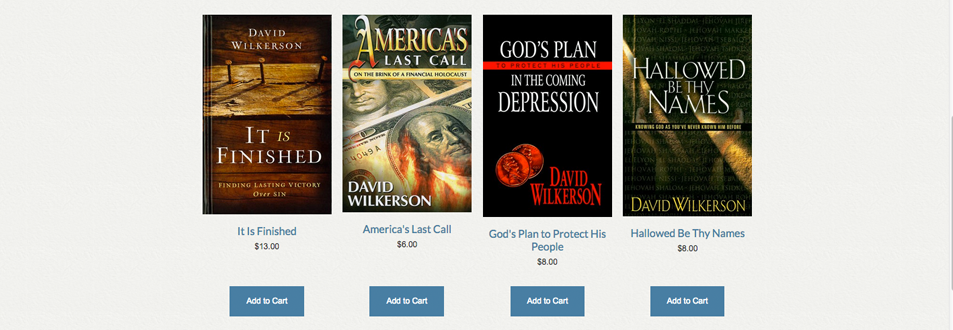 DAVID
WILKERSON
IT IS
FINISHED
FINDING LASTING VICTORY
Over SIN
AMERICA'S
LAST CALL
ON THE BRINK OF A FINANCIAL HOLOCAUST
4049A
DAVID
WILKERSON
GOD'S PLAN
TO PROTECT HIS PEOPLE
IN THE COMING
DEPRESSION
DAVID
WILKERSON
HALLOWED
BE THY
NAMES
KNOWING GOD AS YOU'VE NEVER KNOWN HIM BEFORE
DAVID WILKERSON
It Is Finished
$13.00
Add to Cart
America's Last Call
$6.00
Add to Cart
God's Plan to Protect His
People
$8.00
Add to Cart
Hallowed Be Thy Names
$8.00
Add to Cart